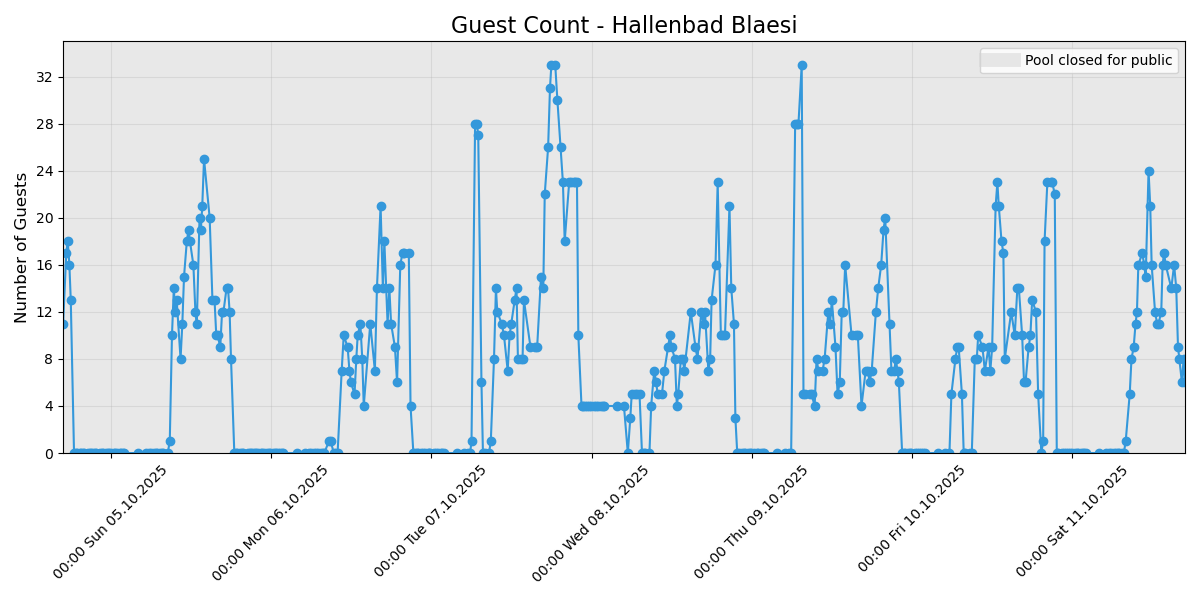 Guest Count - Hallenbad Blaesi
Pool closed for public
Number of Guests
32
28
24
20
16
12
8
4
0
00:00 Sun 05.10.2025
00:00 Mon 06.10.2025
00:00 Tue 07.10.2025
00:00 Wed 08.10.2025
00:00 Thu 09.10.2025
00:00 Fri 10.10.2025
00:00 Sat 11.10.2025